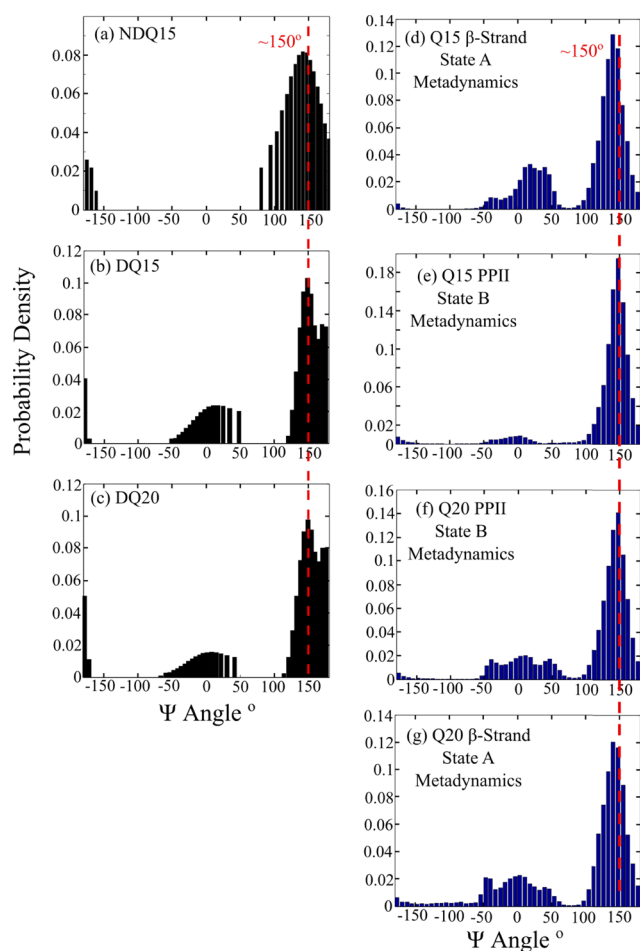 (a) NDQ15
~150°
0.08
0.06
0.04
0.02
0
-150 -100 -50 0 50 100 150
(b) DQ15
0.12
0.1
0.08
0.06
0.04
0.02
0
-150 -100 -50 0 50 100 150
(c) DQ20
0.1
0.08
0.06
0.04
0.02
0
-150 -100 -50 0 50 100 150
Ψ Angle °
Probability Density
(d) Q15 β-Strand
State A
Metadynamics
~150°
0.14
0.12
0.1
0.08
0.06
0.04
0.02
0
-150 -100 -50 0 50 100 150
(e) Q15 PPII
State B
Metadynamics
0.18
0.14
0.1
0.06
0.02
0
-150 -100 -50 0 50 100 150
(f) Q20 PPII
State B
Metadynamics
0.16
0.14
0.12
0.1
0.08
0.06
0.04
0.02
0
-150 -100 -50 0 50 100 150
(g) Q20 β-Strand
State A
Metadynamics
0.14
0.12
0.10
0.08
0.06
0.04
0.02
0
-150 -100 -50 0 50 100 150
Ψ Angle °